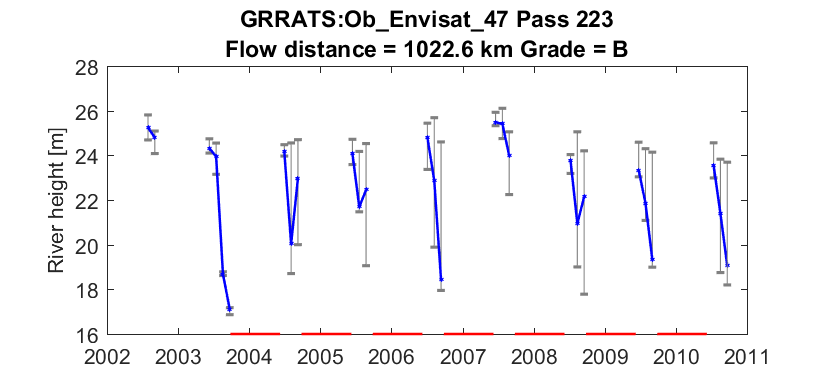 GRRATS:Ob_Envisat_47 Pass 223
Flow distance = 1022.6 km Grade = B
River height [m]
28
26
24
22
20
18
16
2002 2003 2004 2005 2006 2007 2008 2009 2010 2011